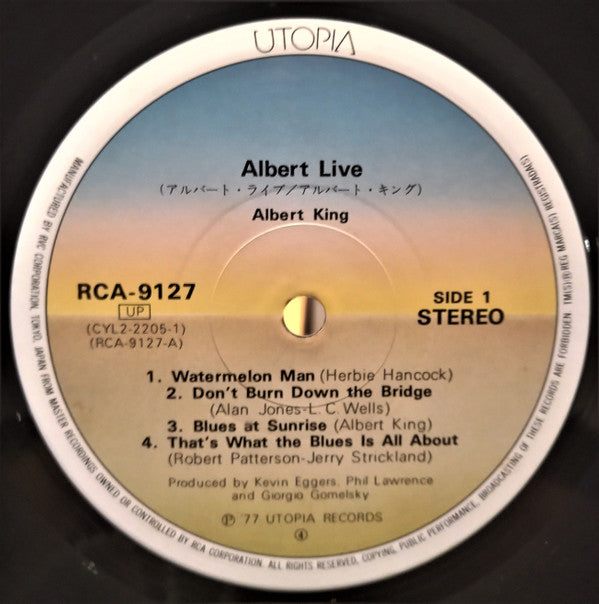 UTOPIA
Albert Live
(アルバート・ライブ/アルバート・キング)
Albert King
RCA-9127
UP
(CYL2-2205-1)
(RCA-9127-A)
SIDE 1
STEREO
1. Watermelon Man (Herbie Hancock)
2. Don't Burn Down the Bridge
(Alan Jones-L.C. Wells)
3. Blues at Sunrise (Albert King)
4. That's What the Blues Is All About
(Robert Patterson-Jerry Strickland)
Produced by Kevin Eggers, Phil Lawrence
and Giorgio Gomelsky
Ⓟ '77 UTOPIA RECORDS
④
MANUFACTURED BY RVC CORPORATION, TOKYO, JAPAN FROM MASTER RECORDINGS OWNED OR CONTROLLED BY RCA CORPORATION. ALL RIGHTS RESERVED. COPYING, PUBLIC PERFORMANCE, BROADCASTING OF THESE RECORDS ARE FORBIDDEN. TM(S)® REG. MARCA(S) REGISTRADA(S)